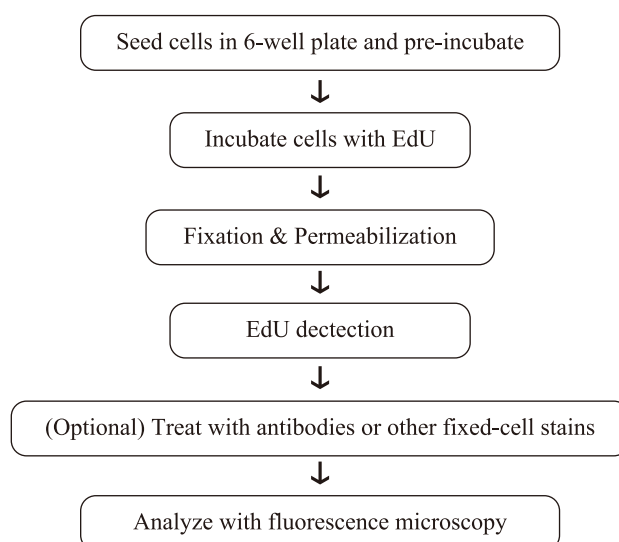 Seed cells in 6-well plate and pre-incubate
Incubate cells with EdU
Fixation & Permeabilization
EdU dectection
(Optional) Treat with antibodies or other fixed-cell stains
Analyze with fluorescence microscopy